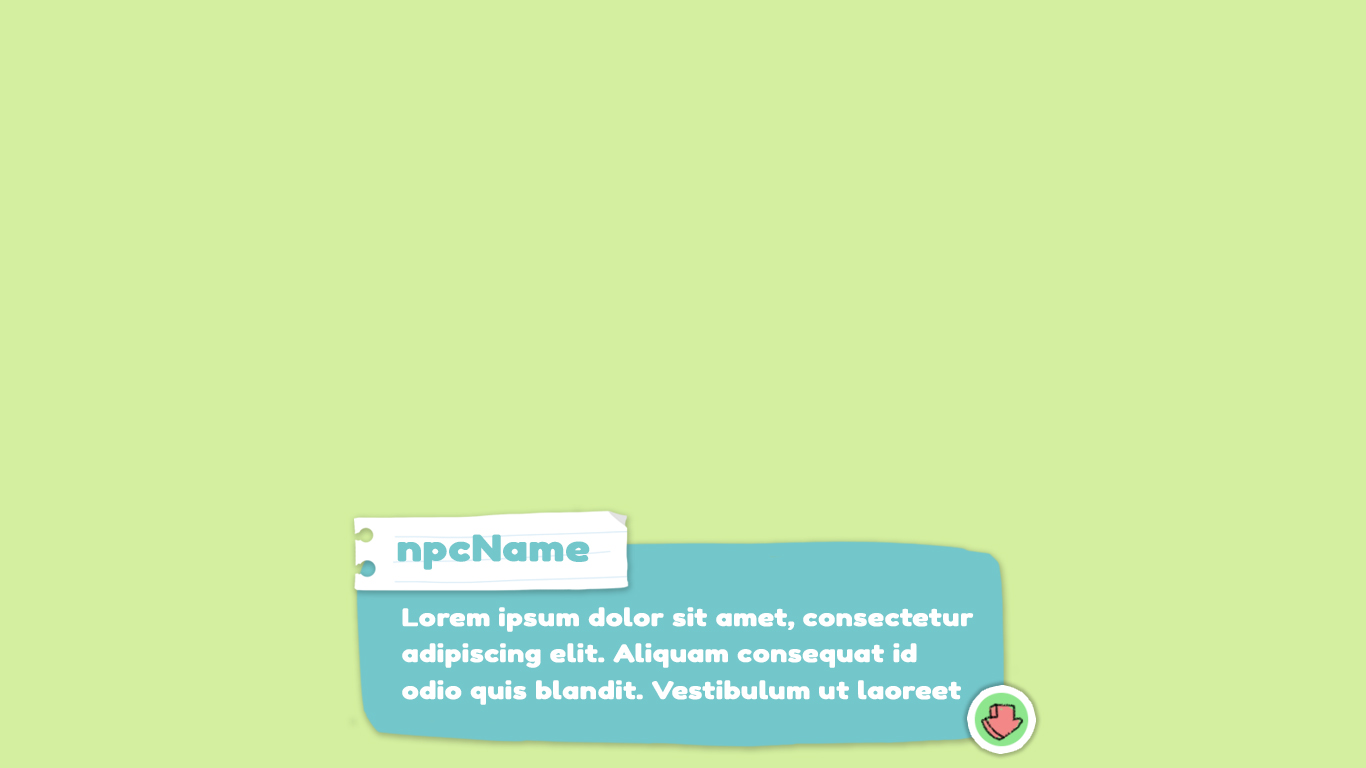 npcName
Lorem ipsum dolor sit amet, consectetur
adipiscing elit. Aliquam consequat id
odio quis blandit. Vestibulum ut laoreet